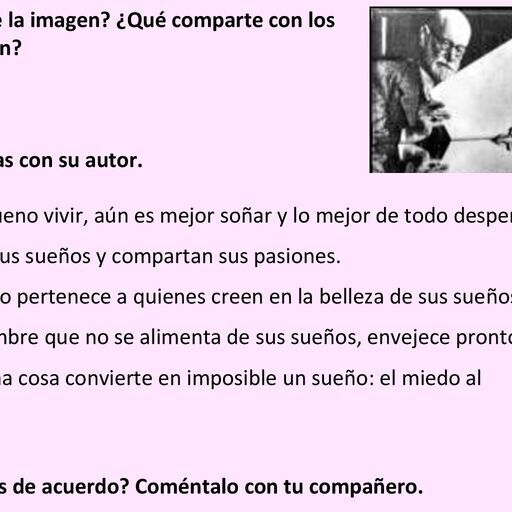 e la imagen? ¿Qué comparte con los
n?
as con su autor.
ueno vivir, aún es mejor soñar y lo mejor de todo desper
us sueños y compartan sus pasiones.
o pertenece a quienes creen en la belleza de sus sueños
mbre que no se alimenta de sus sueños, envejece pronto
na cosa convierte en imposible un sueño: el miedo al
s de acuerdo? Coméntalo con tu compañero.